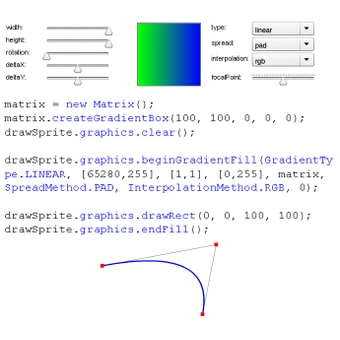 width:
height:
rotation:
deltaX:
deltaY:
type: linear
spread: pad
interpolation: rgb
focalPoint:
matrix = new Matrix();
matrix.createGradientBox(100, 100, 0, 0, 0);
drawSprite.graphics.clear();
drawSprite.graphics.beginGradientFill(GradientTy
pe.LINEAR, [65280,255], [1,1], [0,255], matrix,
SpreadMethod.PAD, InterpolationMethod.RGB, 0);
drawSprite.graphics.drawRect(0, 0, 100, 100);
drawSprite.graphics.endFill();